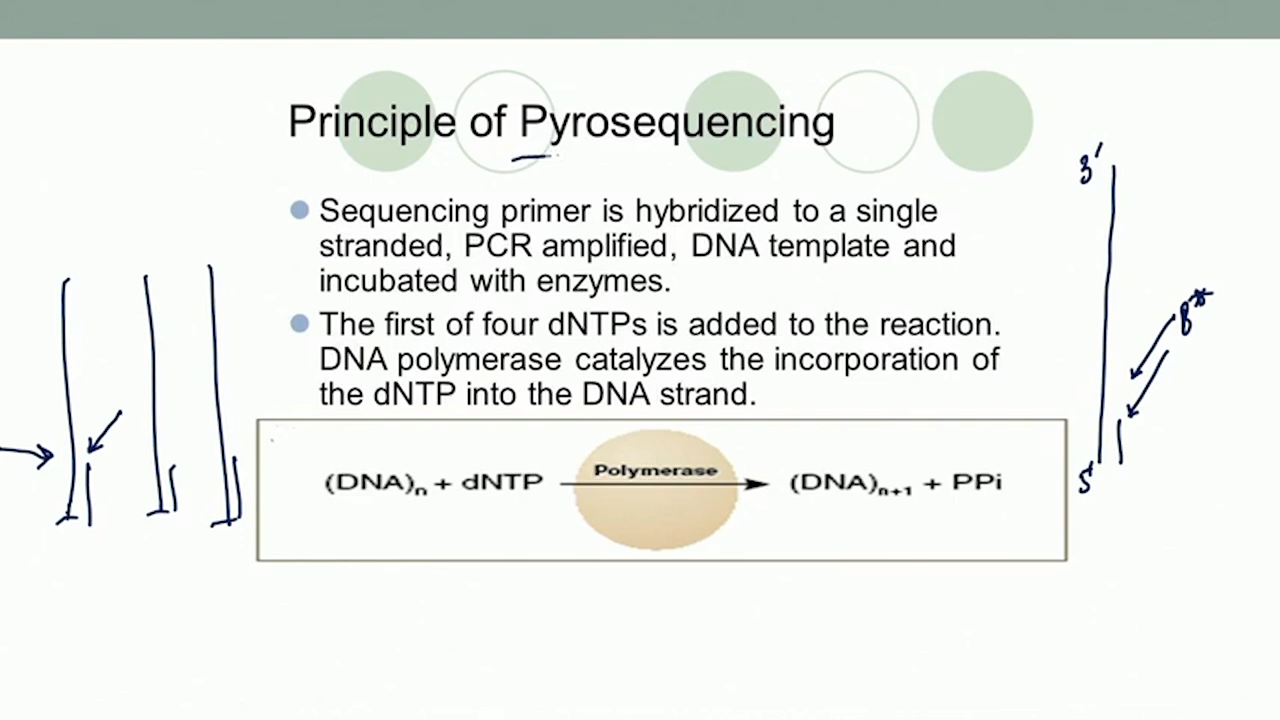 Principle of Pyrosequencing
Sequencing primer is hybridized to a single
stranded, PCR amplified, DNA template and
incubated with enzymes.
The first of four dNTPs is added to the reaction.
DNA polymerase catalyzes the incorporation of
the dNTP into the DNA strand.
(DNA)n + dNTP Polymerase (DNA)n+1 + PPi
3'
5'